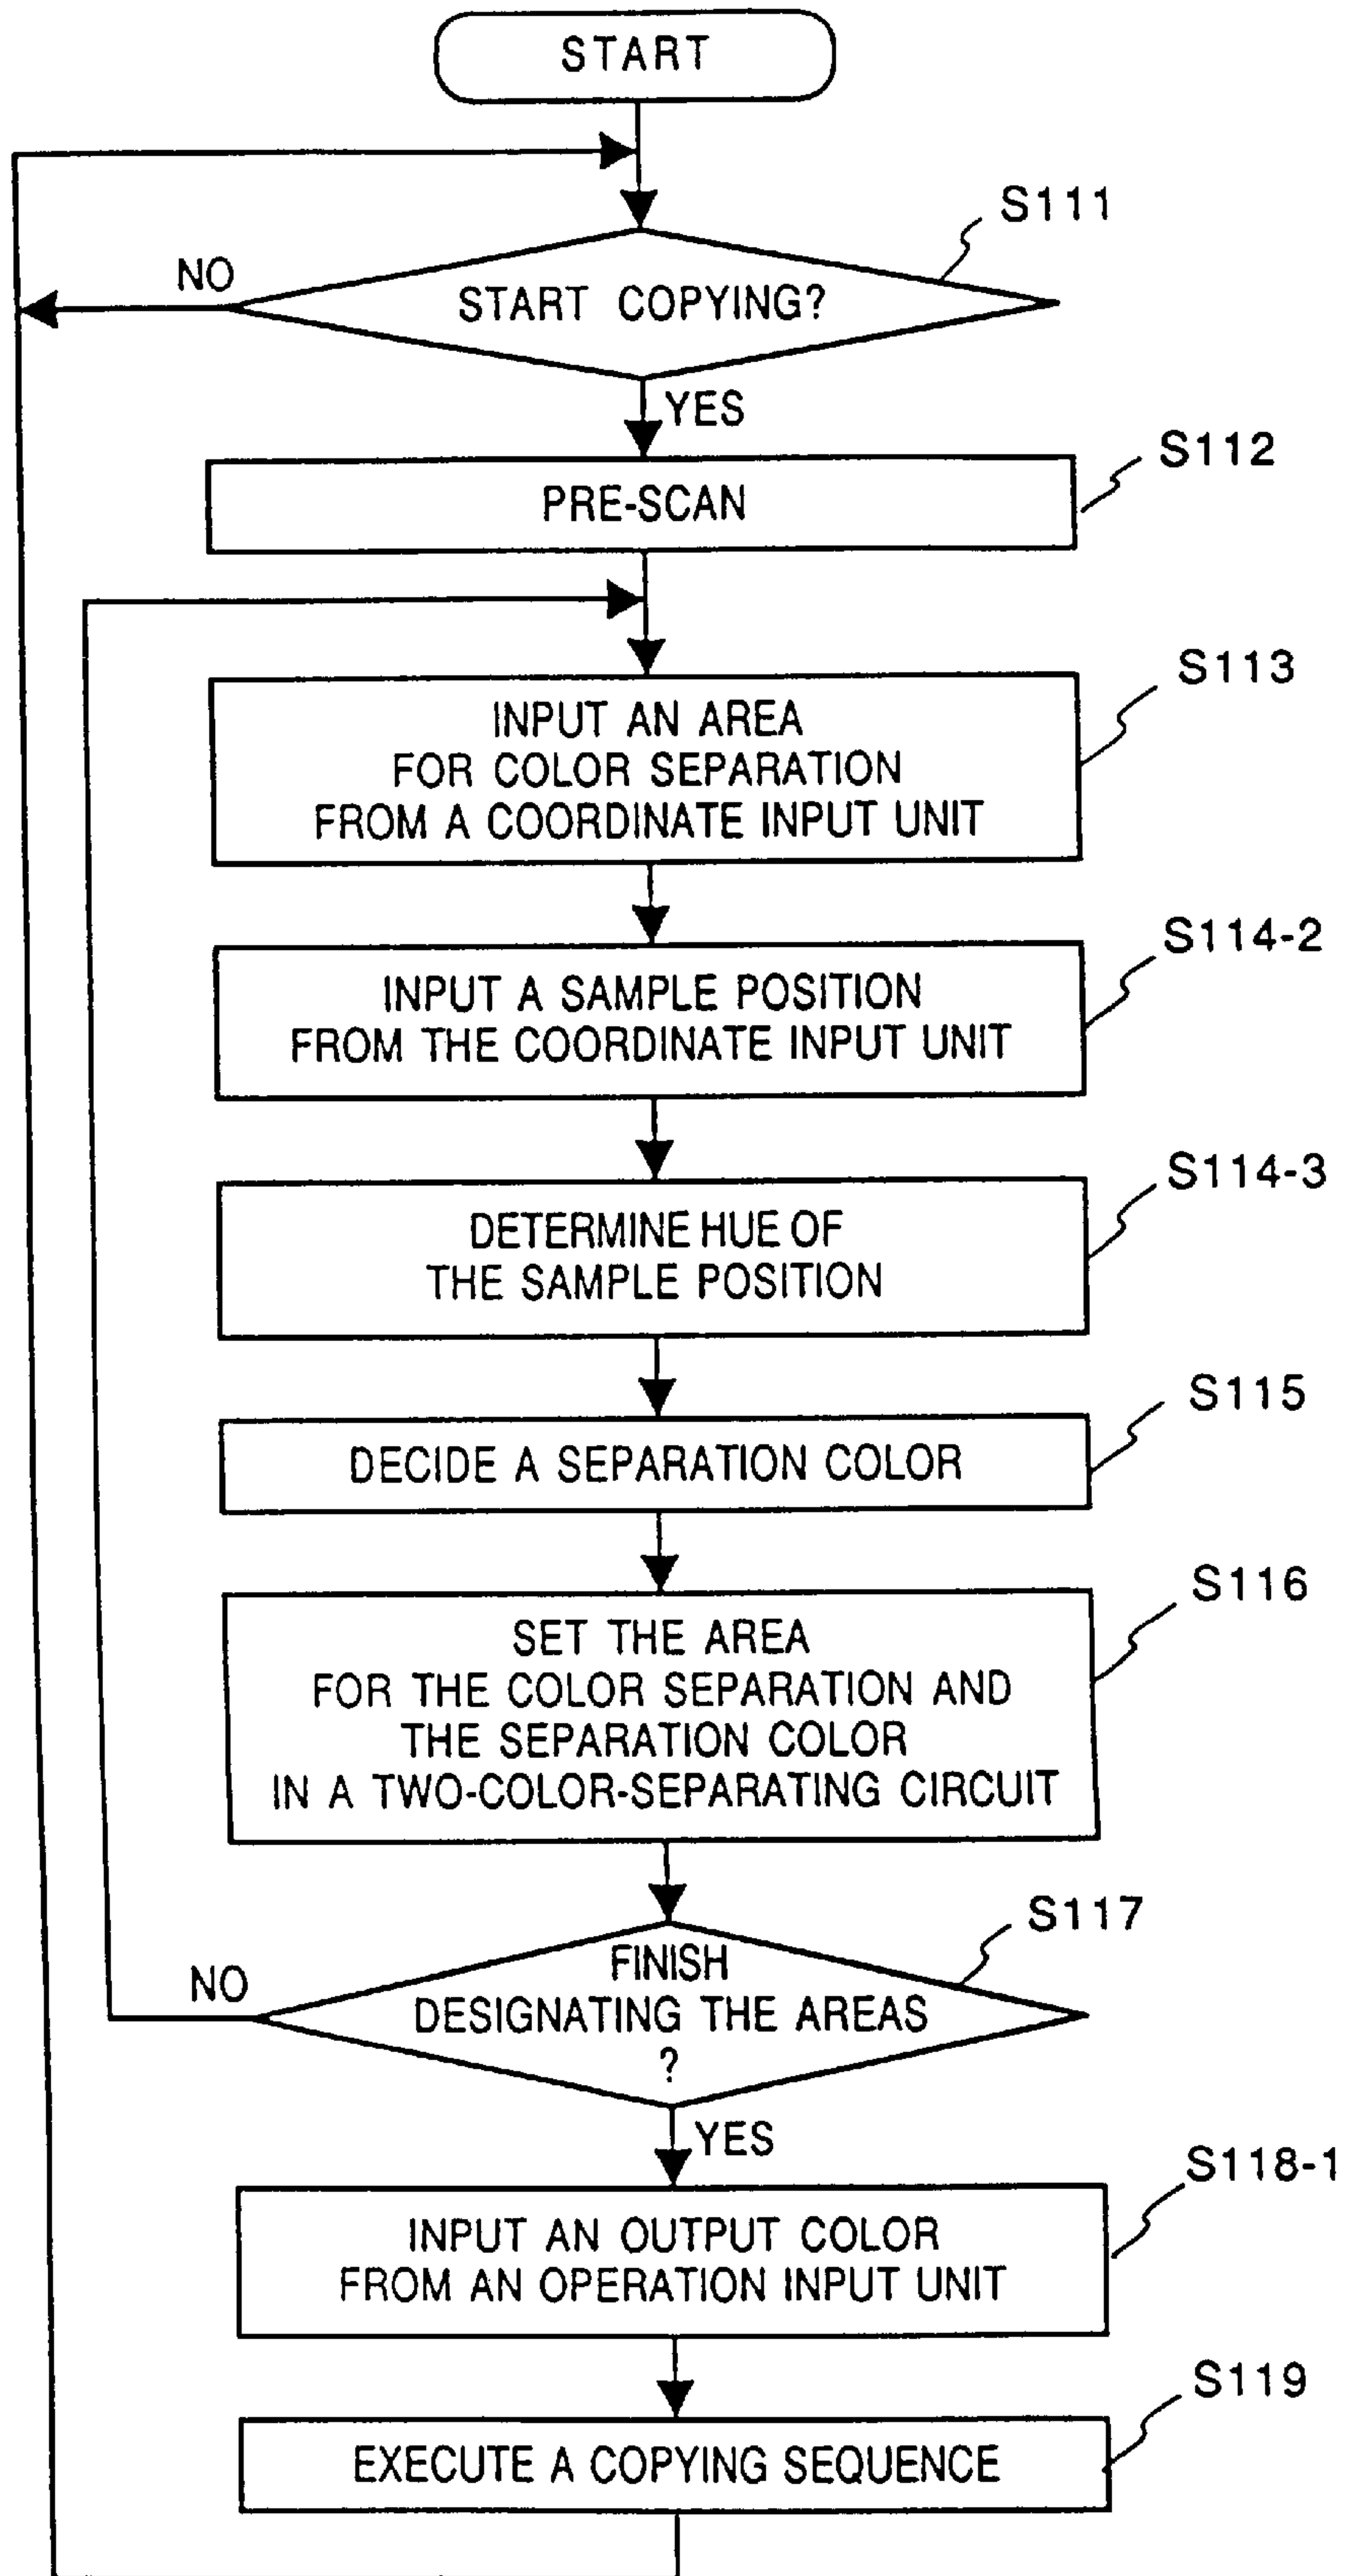 START
S111
NO
START COPYING?
YES
S112
PRE-SCAN
S113
INPUT AN AREA
FOR COLOR SEPARATION
FROM A COORDINATE INPUT UNIT
S114-2
INPUT A SAMPLE POSITION
FROM THE COORDINATE INPUT UNIT
S114-3
DETERMINE HUE OF
THE SAMPLE POSITION
S115
DECIDE A SEPARATION COLOR
S116
SET THE AREA
FOR THE COLOR SEPARATION AND
THE SEPARATION COLOR
IN A TWO-COLOR-SEPARATING CIRCUIT
S117
FINISH
NO
DESIGNATING THE AREAS
?
YES
S118-1
INPUT AN OUTPUT COLOR
FROM AN OPERATION INPUT UNIT
S119
EXECUTE A COPYING SEQUENCE